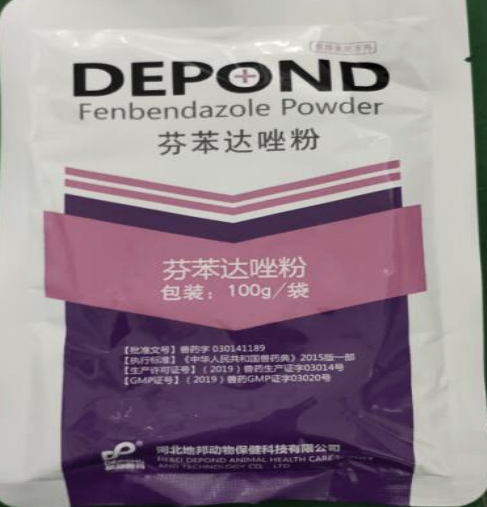 DEPOND
Fenbendazole Powder
芬苯达唑粉
芬苯达唑粉
包装：100g／袋
【批准文号】兽药字 030141189
【执行标准】《中华人民共和国兽药典》2015版一部
【生产许可证号】（2019）兽药生产证字03014号
【GMP证号】（2019）兽药GMP证字03020号
河北地邦动物保健科技有限公司
HEBEI DEPOND ANIMAL HEALTH CARE
AND TECHNOLOGY CO．，LTD